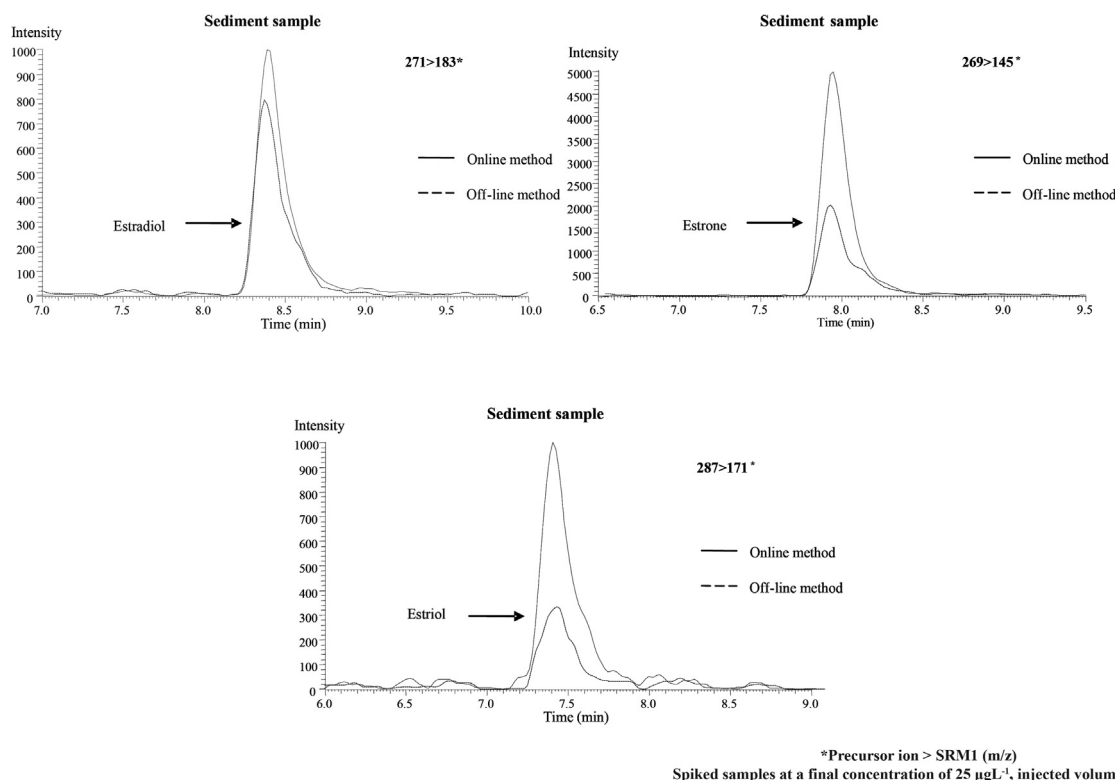 Sediment sample
Intensity
271>183*
1000
900
800
700
600
500
400
300
200
100
0
Online method
Off-line method
Estradiol
7.0 7.5 8.0 8.5 9.0 9.5 10.0
Time (min)
Sediment sample
Intensity
269>145*
5000
4500
4000
3500
3000
2500
2000
1500
1000
500
0
Online method
Off-line method
Estrone
6.5 7.0 7.5 8.0 8.5 9.0 9.5
Time (min)
Sediment sample
Intensity
287>171*
1000
900
800
700
600
500
400
300
200
100
0
Online method
Off-line method
Estriol
6.0 6.5 7.0 7.5 8.0 8.5 9.0
Time (min)
*Precursor ion > SRM1 (m/z)
Spiked samples at a final concentration of 25 µgL-1, injected volum